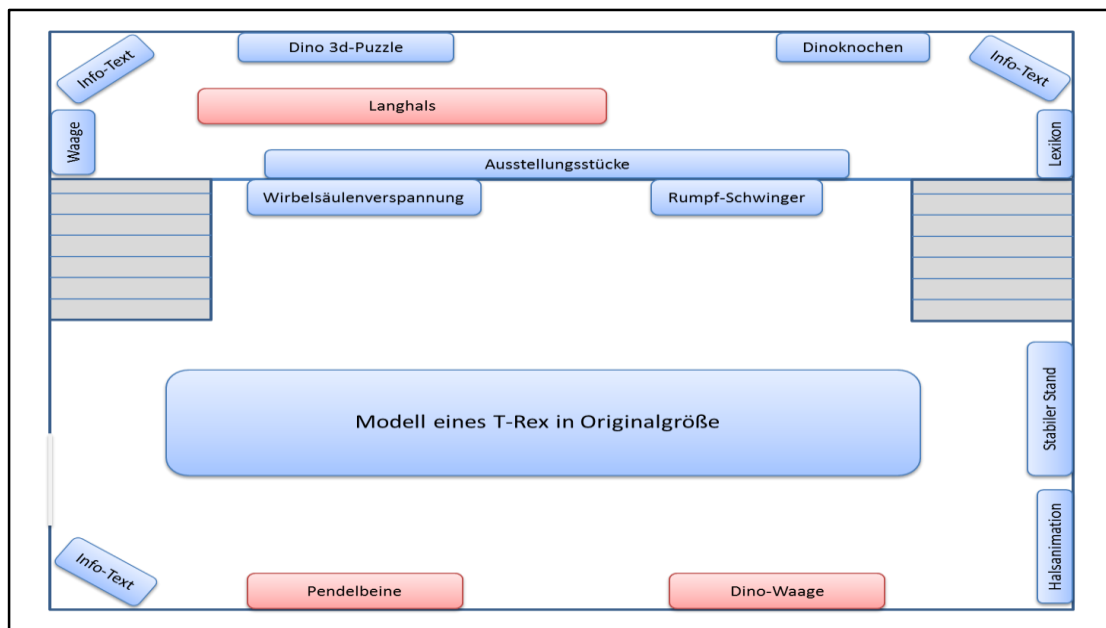 Info-Text
Dino 3d-Puzzle
Dinoknochen
Info-Text
Langhals
Waage
Lexikon
Ausstellungsstücke
Wirbelsäulenverspannung
Rumpf-Schwinger
Stabiler Stand
Modell eines T-Rex in Originalgröße
Halsanimation
Info-Text
Pendelbeine
Dino-Waage